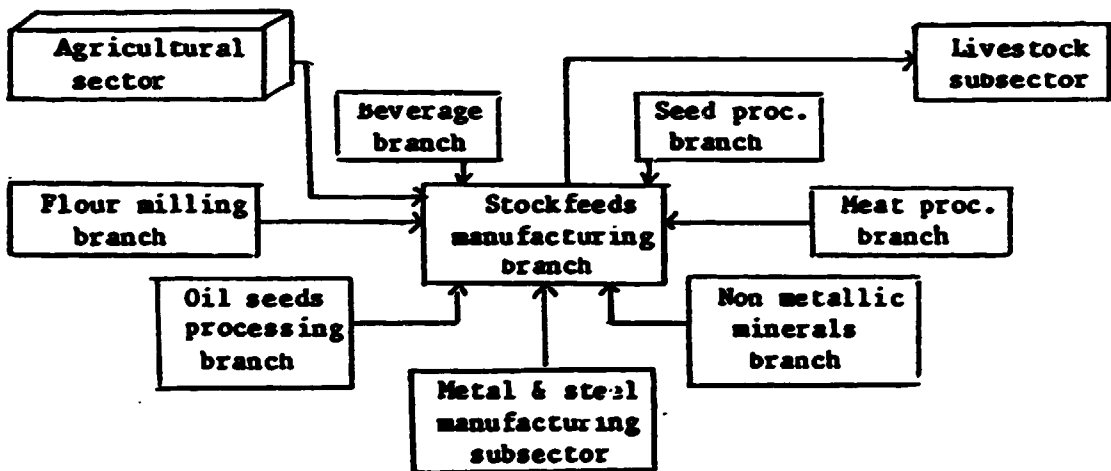 Agricultural
sector
Livestock
subsector
Beverage
branch
Seed proc.
branch
Flour milling
branch
Stockfeeds
manufacturing
branch
Meat proc.
branch
Oil seeds
processing
branch
Non metallic
minerals
branch
Metal & steel
manufacturing
subsector